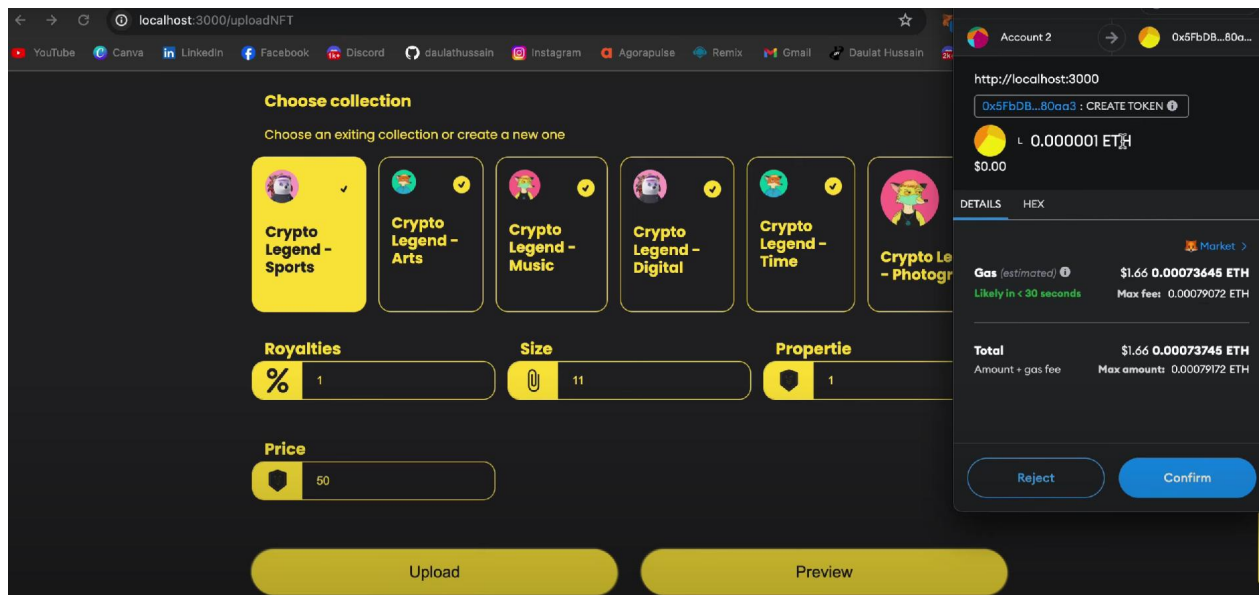 localhost:3000/uploadNFT
YouTube Canva LinkedIn Facebook Discord daulathussain Instagram Agorapulse Remix Gmail Daulat Hussain
Account 2 0x5FbDB...80a...
http://localhost:3000
0x5FbDB...80aa3 : CREATE TOKEN
0.000001 ETH
$0.00
DETAILS HEX
Market >
Gas (estimated) $1.66 0.00073645 ETH
Likely in < 30 seconds Max fee: 0.00079072 ETH
Total $1.66 0.00073745 ETH
Amount + gas fee Max amount: 0.00079172 ETH
Reject Confirm
Choose collection
Choose an exiting collection or create a new one
Crypto
Legend -
Sports
Crypto
Legend -
Arts
Crypto
Legend -
Music
Crypto
Legend -
Digital
Crypto
Legend -
Time
Crypto Le
- Photogr
Royalties Size Propertie
1 11 1
Price
50
Upload Preview